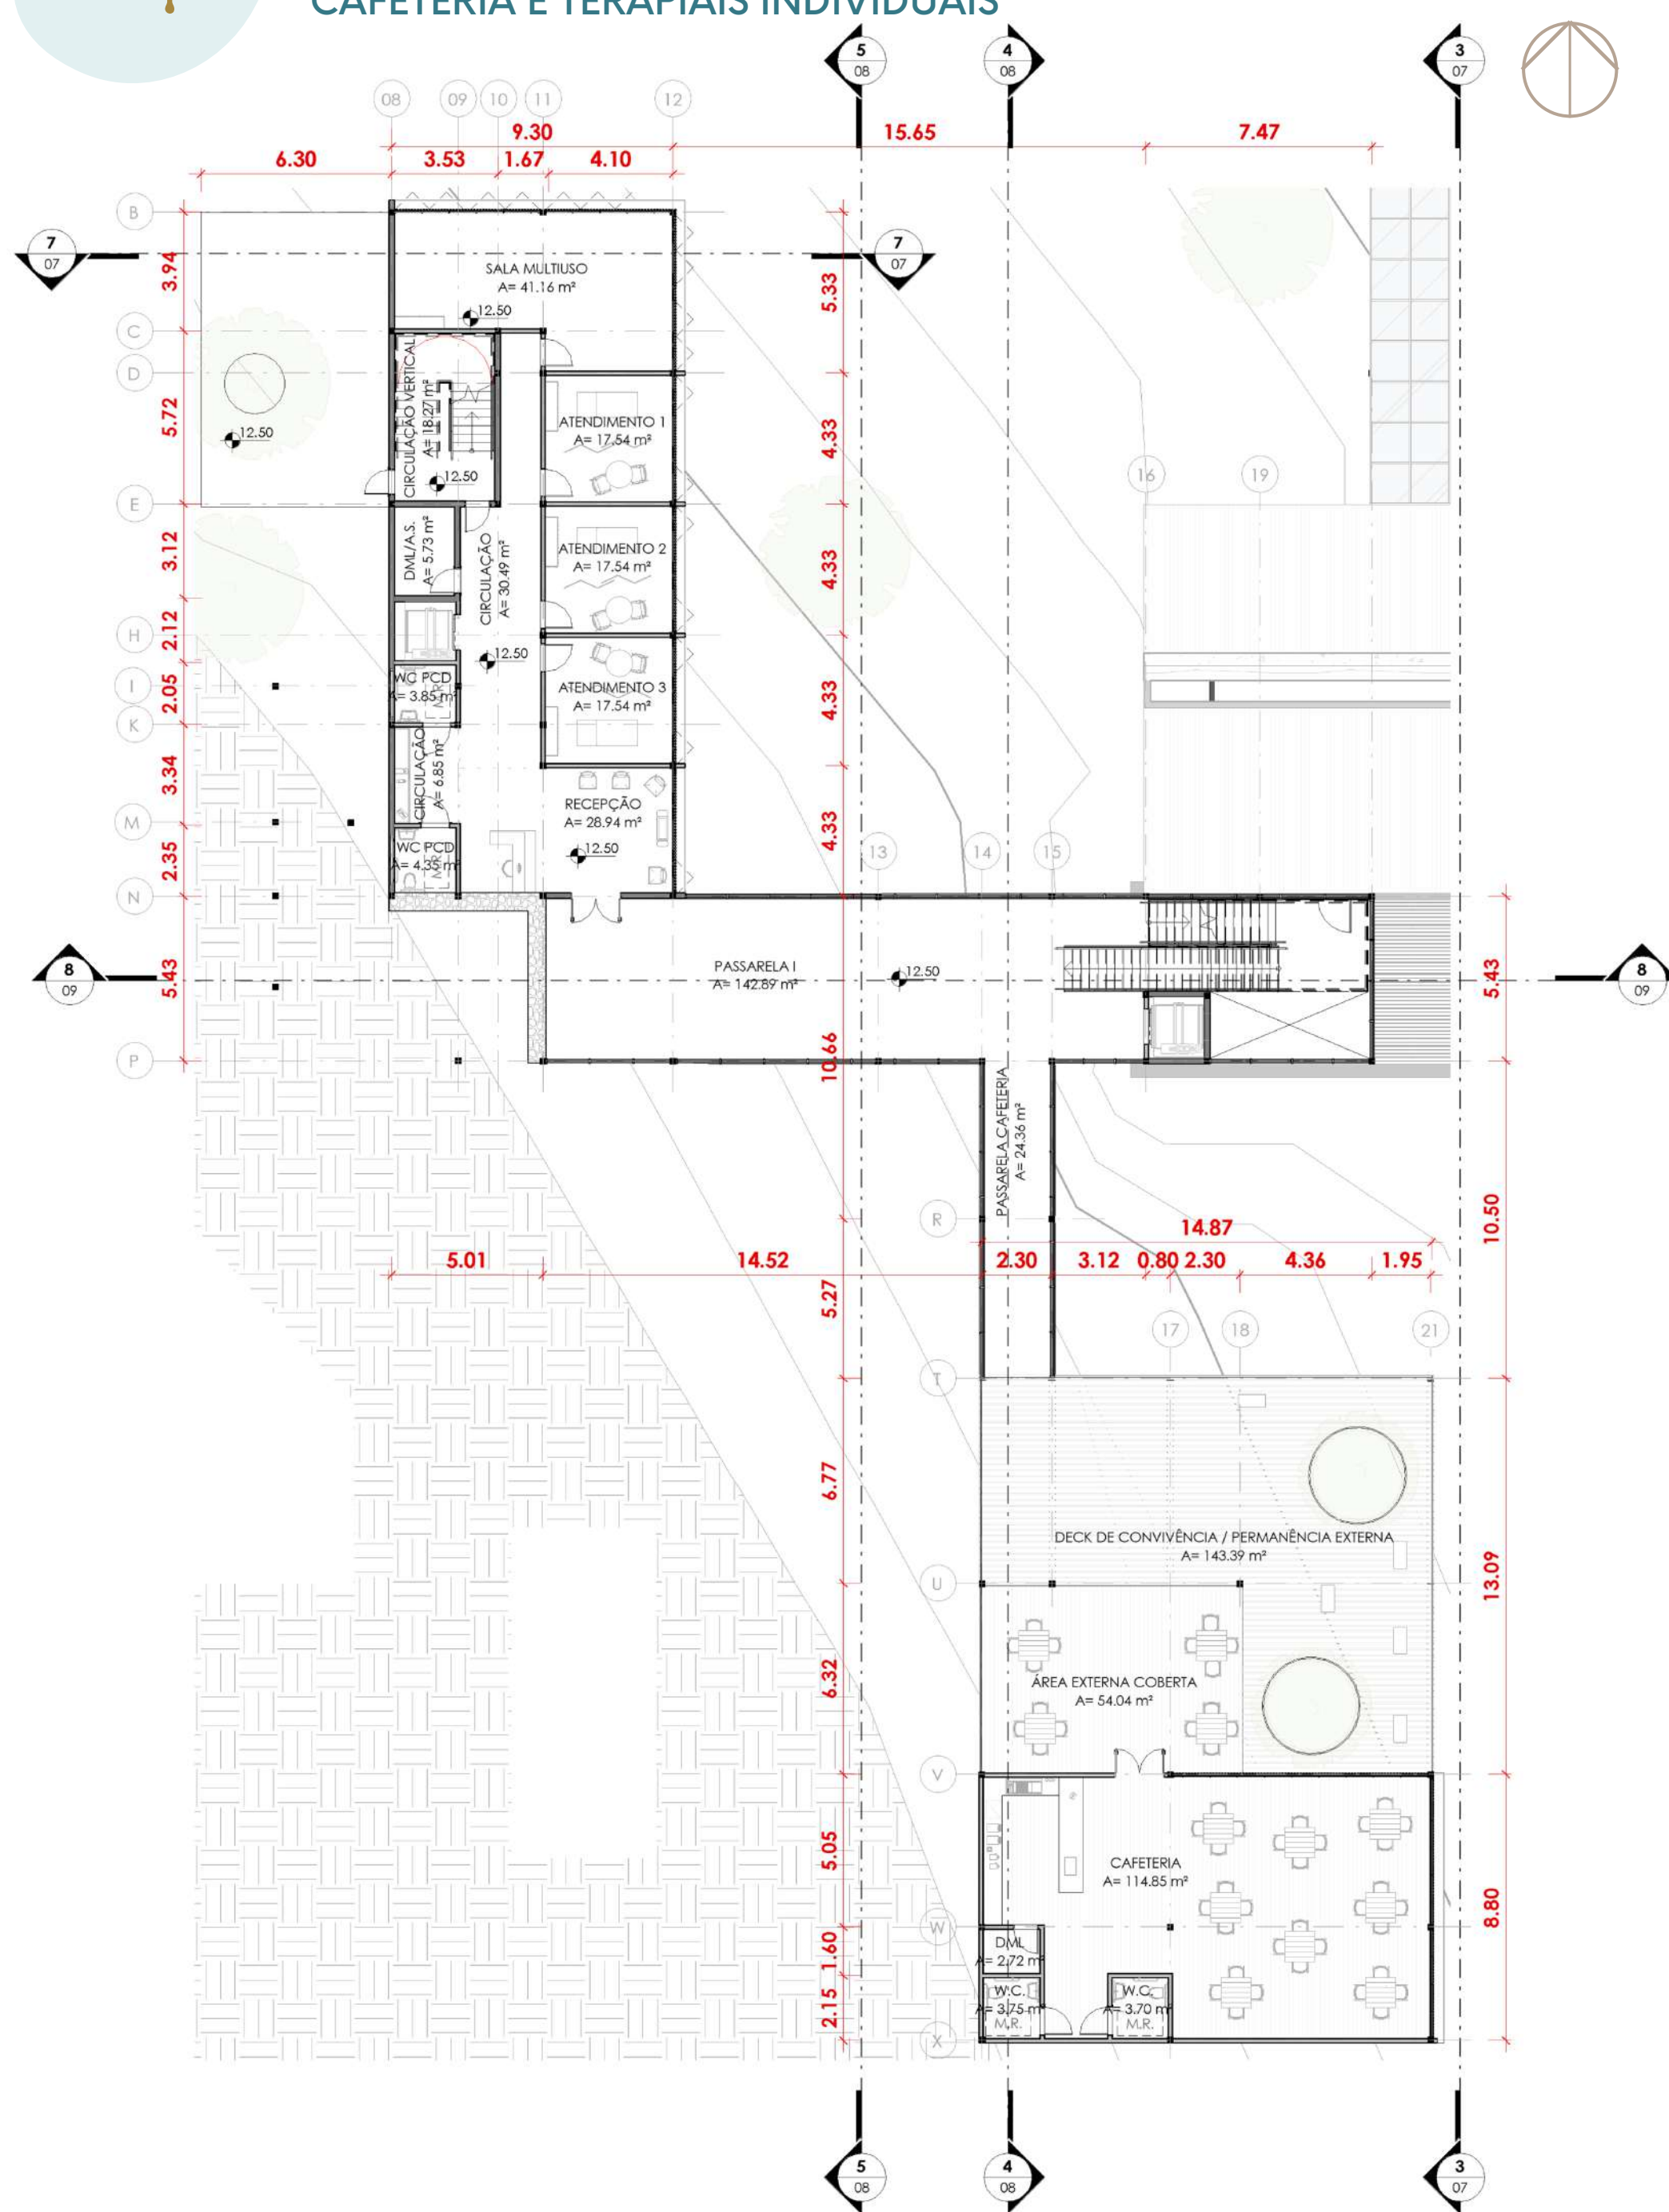 CAFETERIA E TERAPIAIS INDIVIDUAIS
5
08
4
08
3
07
08
09
10
11
12
9.30
15.65
7.47
6.30
3.53
1.67
4.10
B
7
07
7
07
3.94
SALA MULTIUSO
A= 41.16 m²
12.50
5.33
C
D
CIRCULAÇÃO VERTICAL
A= 18.27 m²
5.72
12.50
ATENDIMENTO 1
A= 17.54 m²
4.33
12.50
16
19
E
3.12
DML/A.S.
A= 5.73 m²
CIRCULAÇÃO
A= 30.49 m²
ATENDIMENTO 2
A= 17.54 m²
4.33
H
2.12
12.50
I
2.05
WC PCD
A= 3.85 m²
M.R.
ATENDIMENTO 3
A= 17.54 m²
4.33
K
3.34
CIRCULAÇÃO
A= 6.85 m²
RECEPÇÃO
A= 28.94 m²
12.50
4.33
M
2.35
WC PCD
A= 4.35 m
M.R.
13
14
15
N
8
09
5.43
PASSARELA I
A= 142.89 m²
12.50
5.43
8
09
P
10.66
PASSARELA CAFETERIA
A= 24.36 m²
R
10.50
14.87
5.01
14.52
2.30
3.12
0.80
2.30
4.36
1.95
5.27
17
18
21
T
6.77
DECK DE CONVIVÊNCIA / PERMANÊNCIA EXTERNA
A= 143.39 m²
U
13.09
6.32
ÁREA EXTERNA COBERTA
A= 54.04 m²
V
5.05
CAFETERIA
A= 114.85 m²
8.80
W
1.60
DML
A= 2.72 m
2.15
W.C.
A= 3.75 m
M.R.
W.C.
A= 3.70 m
M.R.
X
5
08
4
08
3
07